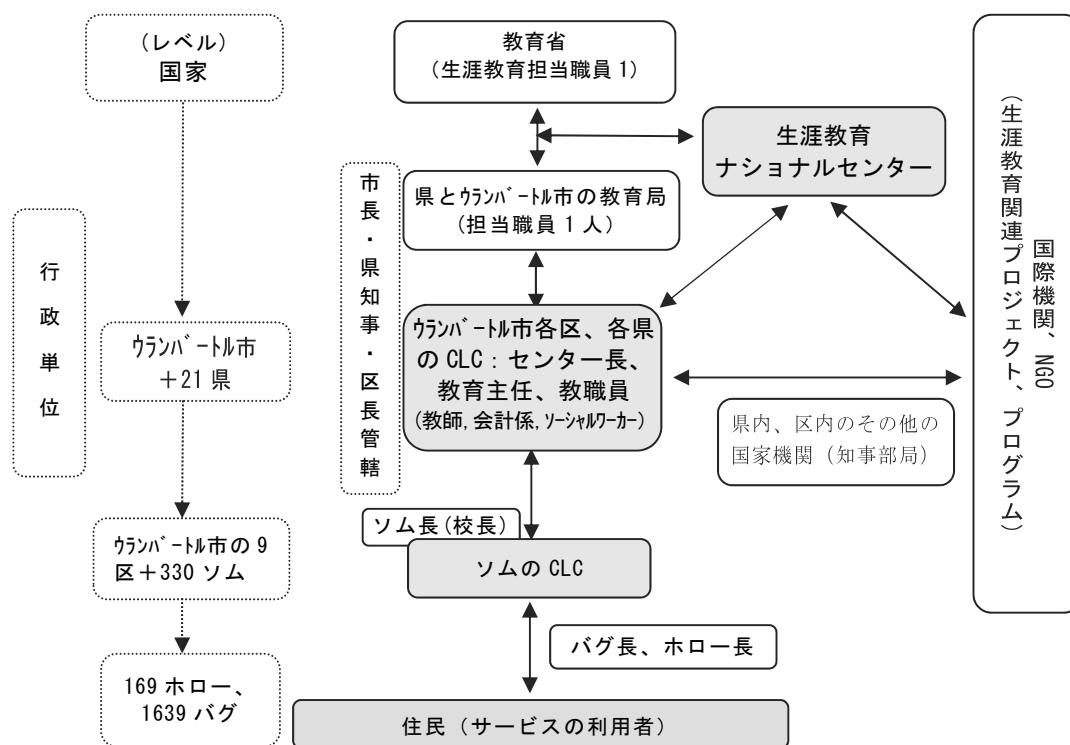 (レベル)
国家
行政単位
ウランバートル市
+21 県
ウランバートル市の 9
区+330 ソム
169 ホロー、
1639 バグ
教育省
(生涯教育担当職員 1)
生涯教育
ナショナルセンター
市長・県知事・区長管轄
県とウランバートル市の教育局
(担当職員 1 人)
ウランバートル市各区、各県
の CLC：センター長、
教育主任、教職員
(教師, 会計係, ソーシャルワーカー)
県内、区内のその他の
国家機関（知事部局）
ソム長(校長)
ソムの CLC
バグ長、ホロー長
住民（サービスの利用者）
国際機関、NGO
（生涯教育関連プロジェクト、プログラム）